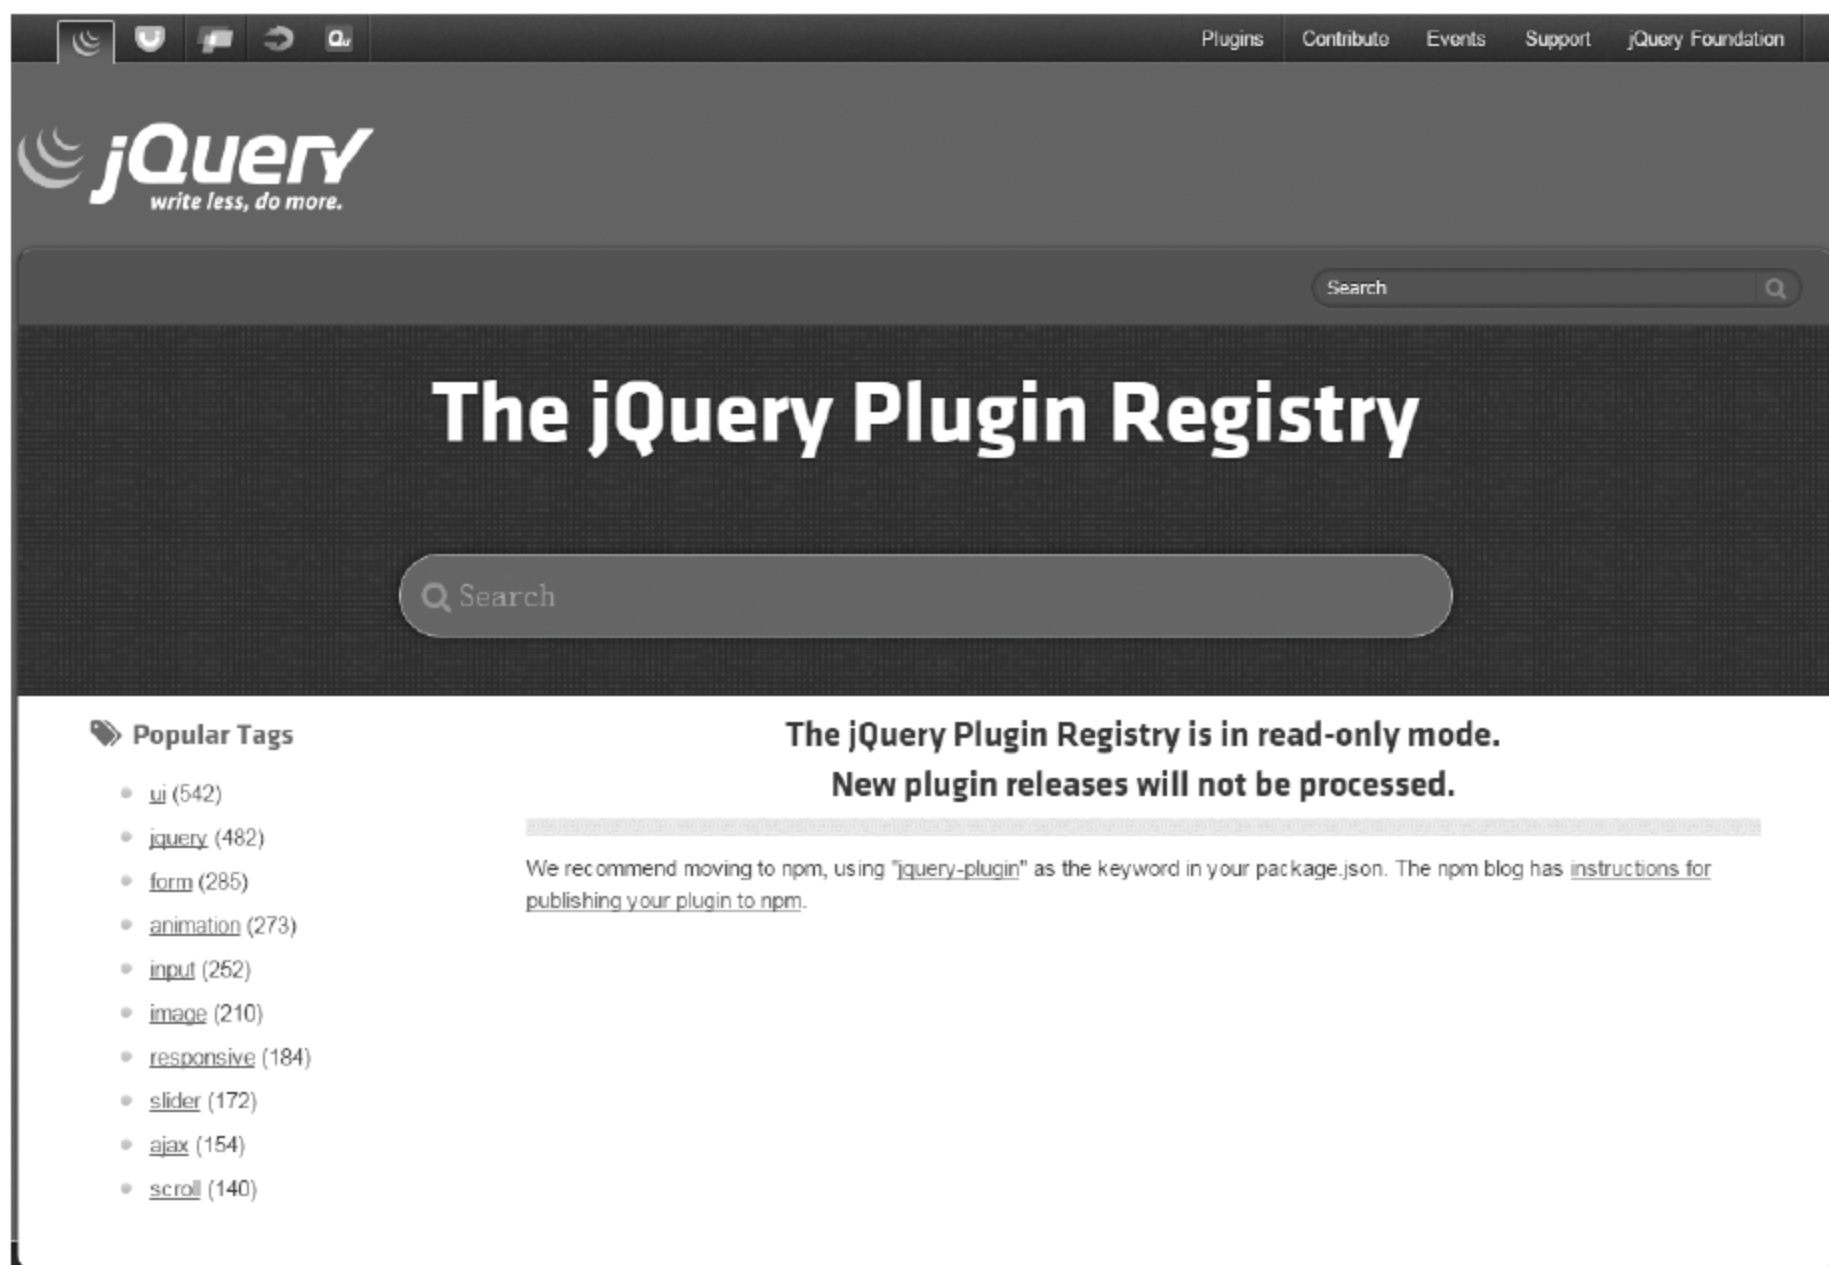 Plugins Contribute Events Support jQuery Foundation
jQuery
write less, do more.
Search
The jQuery Plugin Registry
Search
Popular Tags
ui (542)
jquery (482)
form (285)
animation (273)
input (252)
image (210)
responsive (184)
slider (172)
ajax (154)
scroll (140)
The jQuery Plugin Registry is in read-only mode.
New plugin releases will not be processed.
We recommend moving to npm, using "jquery-plugin" as the keyword in your package.json. The npm blog has instructions for
publishing your plugin to npm.